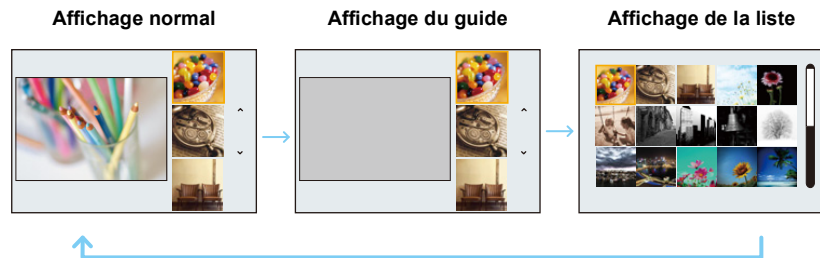 Affichage normal
Affichage du guide
Affichage de la liste